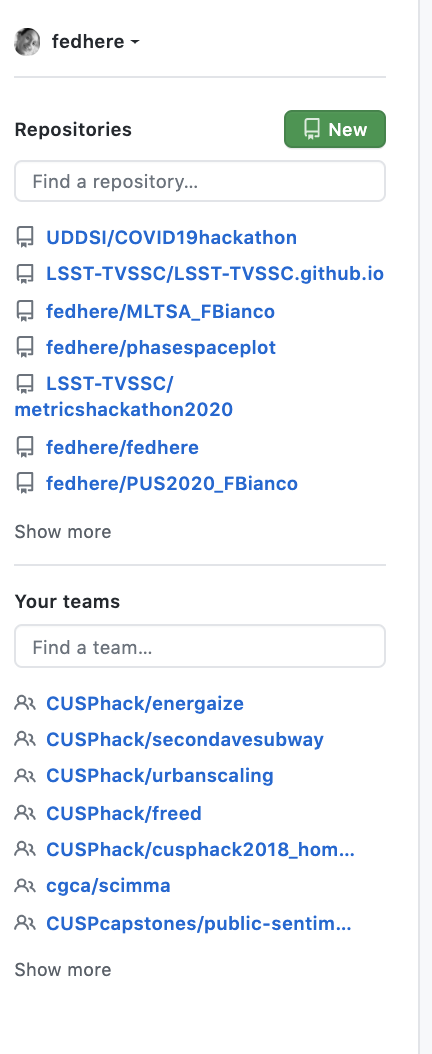 fedhere
Repositories
New
Find a repository...
UDDSI/COVID19hackathon
LSST-TVSSC/LSST-TVSSC.github.io
fedhere/MLTSA_FBianco
fedhere/phasespaceplot
LSST-TVSSC/
metricshackathon2020
fedhere/fedhere
fedhere/PUS2020_FBianco
Show more
Your teams
Find a team...
CUSPhack/energaize
CUSPhack/secondavesubway
CUSPhack/urbanscaling
CUSPhack/freed
CUSPhack/cusphack2018_hom...
cgca/scimma
CUSPcapstones/public-sentim...
Show more